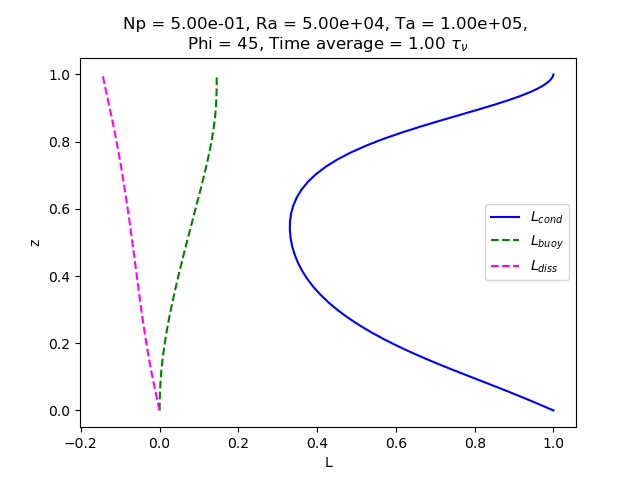 Np = 5.00e-01, Ra = 5.00e+04, Ta = 1.00e+05,
Phi = 45, Time average = 1.00 τν
1.0
0.8
0.6
0.4
0.2
0.0
z
L_cond
L_buoy
L_diss
−0.2 0.0 0.2 0.4 0.6 0.8 1.0
L